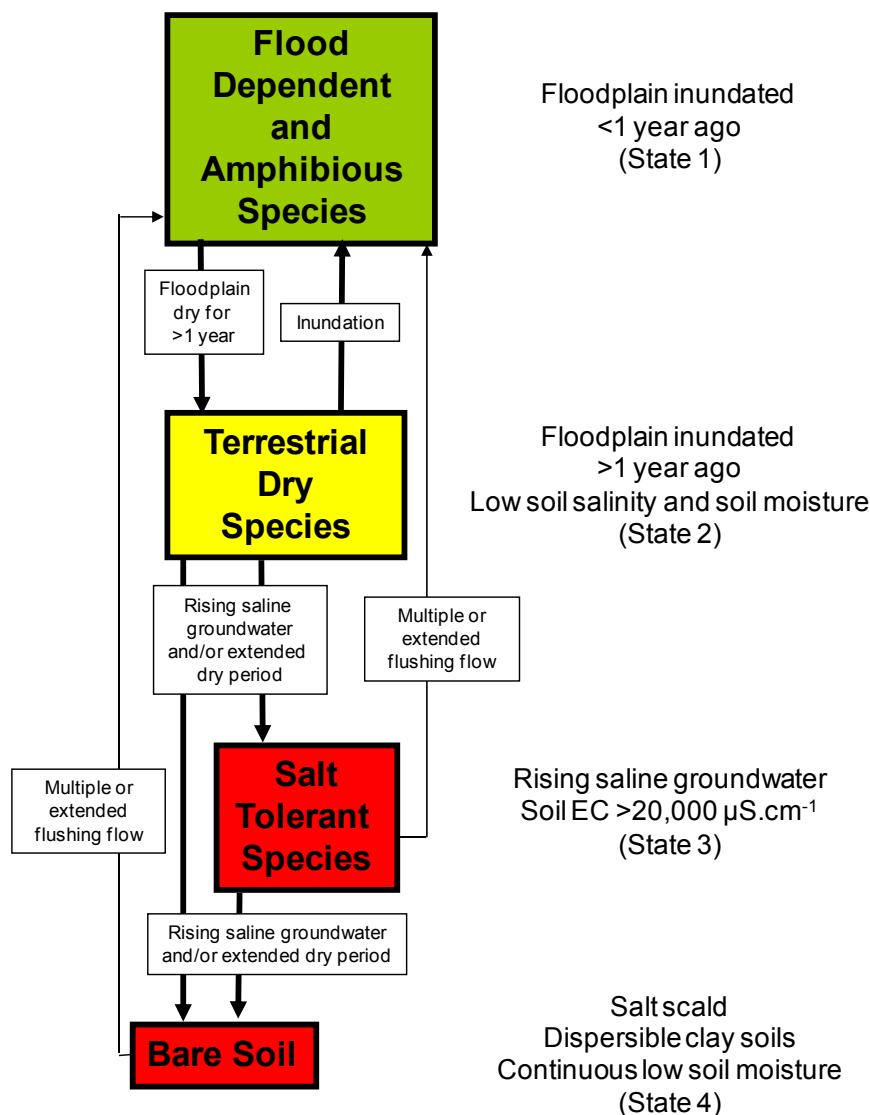 Flood
Dependent
and
Amphibious
Species
Floodplain inundated
<1 year ago
(State 1)
Floodplain
dry for
>1 year
Inundation
Terrestrial
Dry
Species
Floodplain inundated
>1 year ago
Low soil salinity and soil moisture
(State 2)
Rising saline
groundwater
and/or extended
dry period
Multiple or
extended
flushing flow
Salt
Tolerant
Species
Rising saline groundwater
Soil EC >20,000 µS.cm⁻¹
(State 3)
Multiple or
extended
flushing flow
Rising saline groundwater
and/or extended dry period
Bare Soil
Salt scald
Dispersible clay soils
Continuous low soil moisture
(State 4)